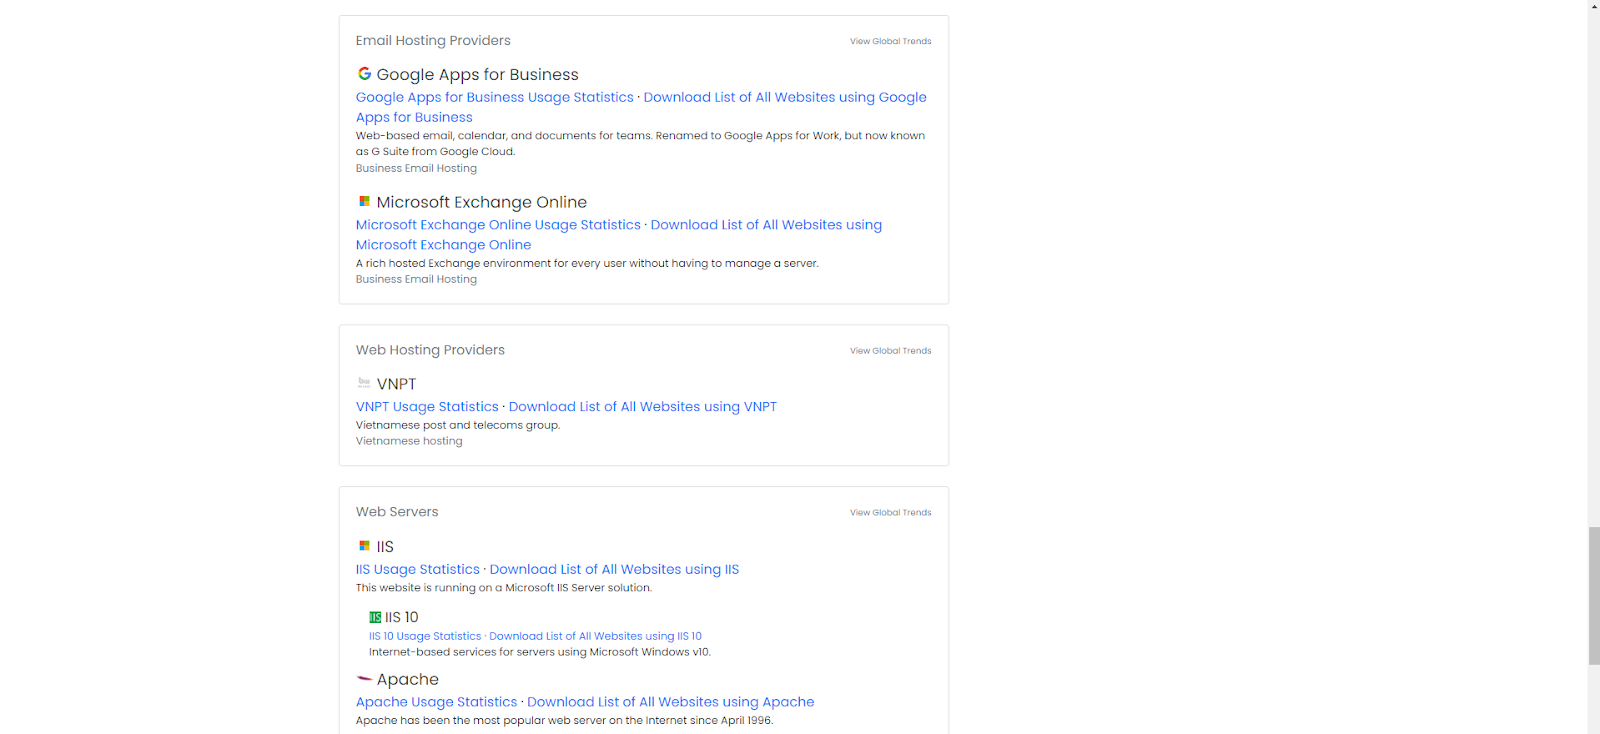 Email Hosting Providers
View Global Trends
Google Apps for Business
Google Apps for Business Usage Statistics · Download List of All Websites using Google
Apps for Business
Web-based email, calendar, and documents for teams. Renamed to Google Apps for Work, but now known
as G Suite from Google Cloud.
Business Email Hosting
Microsoft Exchange Online
Microsoft Exchange Online Usage Statistics · Download List of All Websites using
Microsoft Exchange Online
A rich hosted Exchange environment for every user without having to manage a server.
Business Email Hosting
Web Hosting Providers
View Global Trends
VNPT
VNPT Usage Statistics · Download List of All Websites using VNPT
Vietnamese post and telecoms group.
Vietnamese hosting
Web Servers
View Global Trends
IIS
IIS Usage Statistics · Download List of All Websites using IIS
This website is running on a Microsoft IIS Server solution.
IIS IIS 10
IIS 10 Usage Statistics · Download List of All Websites using IIS 10
Internet-based services for servers using Microsoft Windows v10.
Apache
Apache Usage Statistics · Download List of All Websites using Apache
Apache has been the most popular web server on the Internet since April 1996.